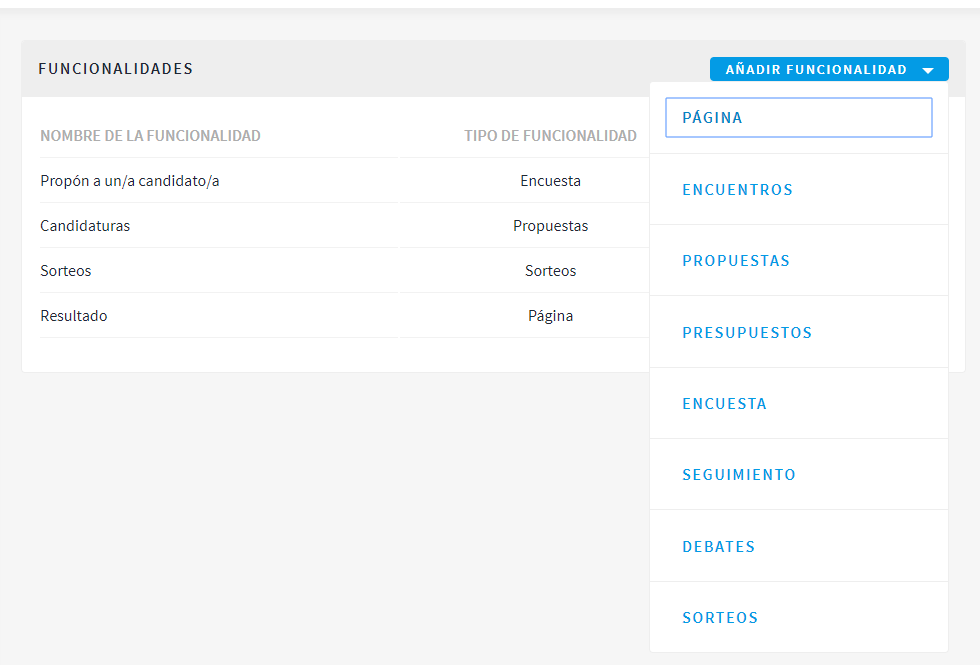 FUNCIONALIDADES
AÑADIR FUNCIONALIDAD
NOMBRE DE LA FUNCIONALIDAD TIPO DE FUNCIONALIDAD
Propón a un/a candidato/a Encuesta
Candidaturas Propuestas
Sorteos Sorteos
Resultado Página
PÁGINA
ENCUENTROS
PROPUESTAS
PRESUPUESTOS
ENCUESTA
SEGUIMIENTO
DEBATES
SORTEOS